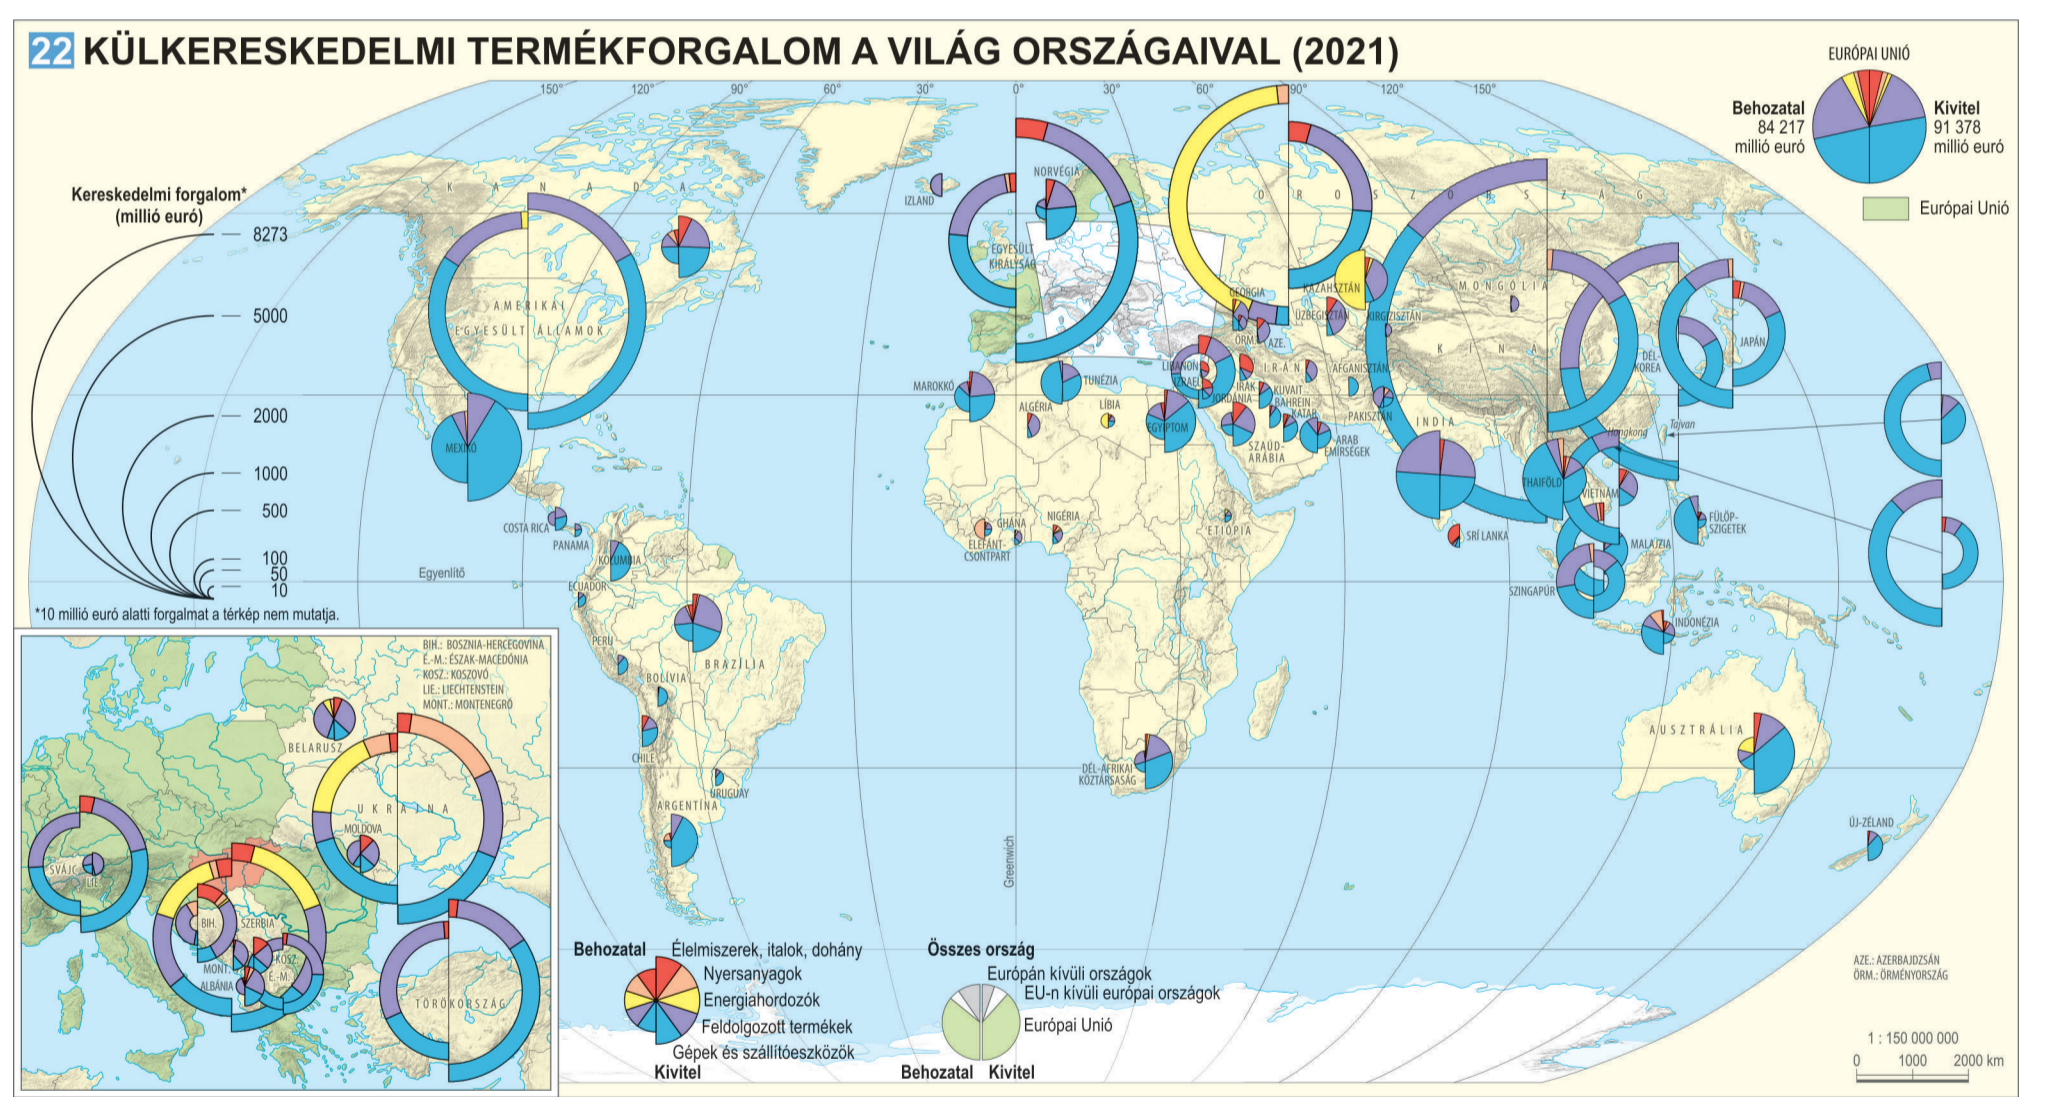 22 KÜLKERESKEDELMI TERMÉKFORGALOM A VILÁG ORSZÁGAIVAL (2021)
EURÓPAI UNIÓ
Behozatal
84 217
millió euró
Kivitel
91 378
millió euró
Európai Unió
150° 120° 90° 60° 30° 0° 30° 60° 90° 120° 150°
Kereskedelmi forgalom*
(millió euró)
8273
5000
2000
1000
500
100
50
10
*10 millió euró alatti forgalmat a térkép nem mutatja.
KANADA
AMERIKAI
EGYESÜLT ÁLLAMOK
MEXIKÓ
COSTA RICA
PANAMA
KOLUMBIA
ECUADOR
PERU
BRAZÍLIA
BOLÍVIA
CHILE
URUGUAY
ARGENTÍNA
Egyenlítő
Greenwich
IZLAND
NORVÉGIA
EGYESÜLT
KIRÁLYSÁG
OROSZORSZÁG
GEORGIA
KAZAHSZTÁN
ÜZBEGISZTÁN
KIRGIZISZTÁN
MONGÓLIA
ÖRM.
AZE.
LIBANON
IZRAEL
JORDÁNIA
IRAK
IRÁN
AFGANISZTÁN
KUVAIT
BAHREIN
KATAR
PAKISZTÁN
ARAB
EMÍRSÉGEK
SZAÚD-
ARÁBIA
MAROKKÓ
TUNÉZIA
ALGÉRIA
LÍBIA
EGYIPTOM
GHÁNA
NIGÉRIA
ELEFÁNT-
CSONTPART
ETIÓPIA
DÉL-AFRIKAI
KÖZTÁRSASÁG
KÍNA
DÉL-
KOREA
JAPÁN
INDIA
Hongkong
Tajvan
THAIFÖLD
VIETNÁM
SRÍ LANKA
FÜLÖP-
SZIGETEK
MALAJZIA
SZINGAPÚR
INDONÉZIA
AUSZTRÁLIA
ÚJ-ZÉLAND
BIH.: BOSZNIA-HERCEGOVINA
É.-M.: ÉSZAK-MACEDÓNIA
KOSZ.: KOSZOVÓ
LIE.: LIECHTENSTEIN
MONT.: MONTENEGRÓ
BELARUSZ
UKRAJNA
MOLDOVA
SVÁJC
LIE.
BIH.
SZERBIA
MONT.
KOSZ.
É.-M.
ALBÁNIA
TÖRÖKORSZÁG
Behozatal
Élelmiszerek, italok, dohány
Nyersanyagok
Energiahordozók
Feldolgozott termékek
Gépek és szállítóeszközök
Kivitel
Összes ország
Európán kívüli országok
EU-n kívüli európai országok
Európai Unió
Behozatal Kivitel
AZE.: AZERBAJDZSÁN
ÖRM.: ÖRMÉNYORSZÁG
1 : 150 000 000
0 1000 2000 km